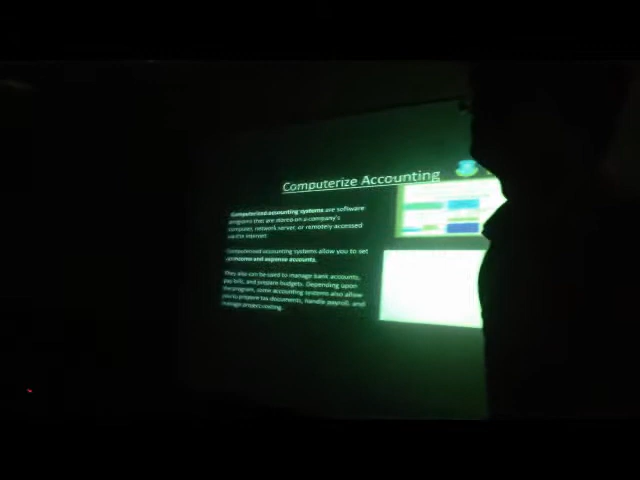 Computerize Accounting
Computerized accounting systems are software
programs that are stored on a company's
computer, network server, or remotely accessed
via the Internet.
Computerized accounting systems allow you to set
up income and expense accounts.
They also can be used to manage bank accounts,
pay bills, and prepare budgets. Depending upon
the program, some accounting systems also allow
you to prepare tax documents, handle payroll, and
manage project costing.